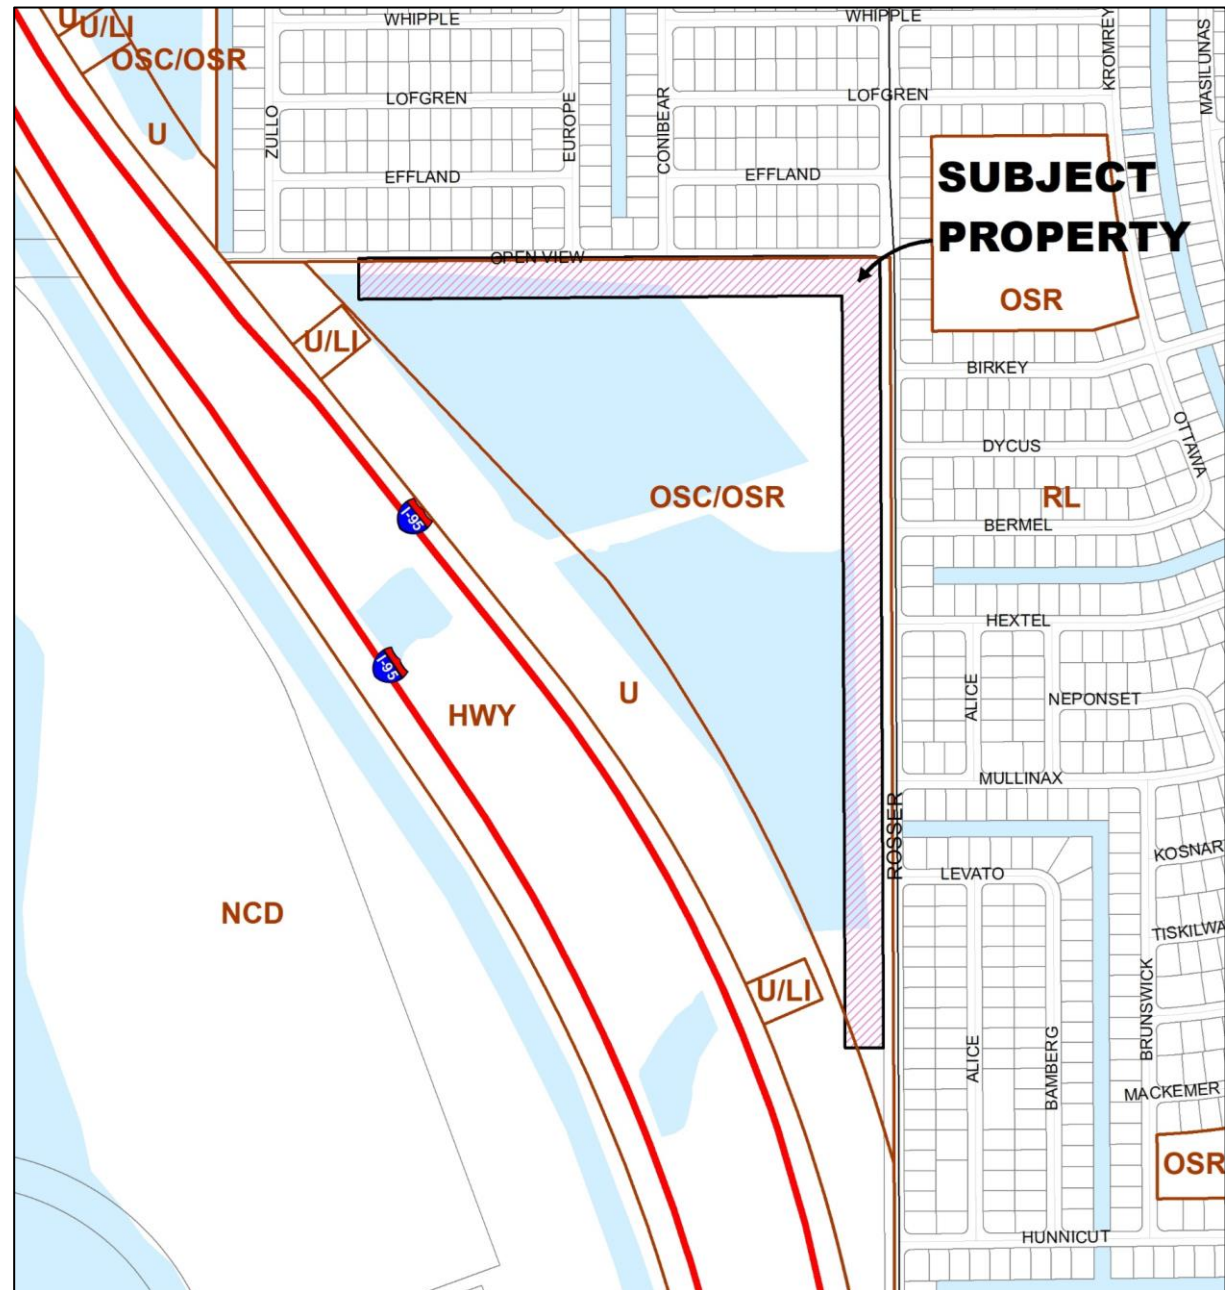 WHIPPLE
WHIPPLE
U
U/LI
OSC/OSR
U
KROMREY
MASILUNAS
LOFGREN
LOFGREN
ZULLO
EUROPE
CONIBEAR
EFFLAND
EFFLAND
SUBJECT
PROPERTY
OPEN VIEW
OSR
U/LI
BIRKEY
OTTAWA
DYCUS
OSC/OSR
RL
I-95
BERMEL
HEXTEL
I-95
U
ALICE
NEPONSET
HWY
MULLINAX
ROSSER
KOSNAR
LEVATO
NCD
TISKILWA
U/LI
BRUNSWICK
ALICE
BAMBERG
MACKEMER
OSR
HUNNICUT